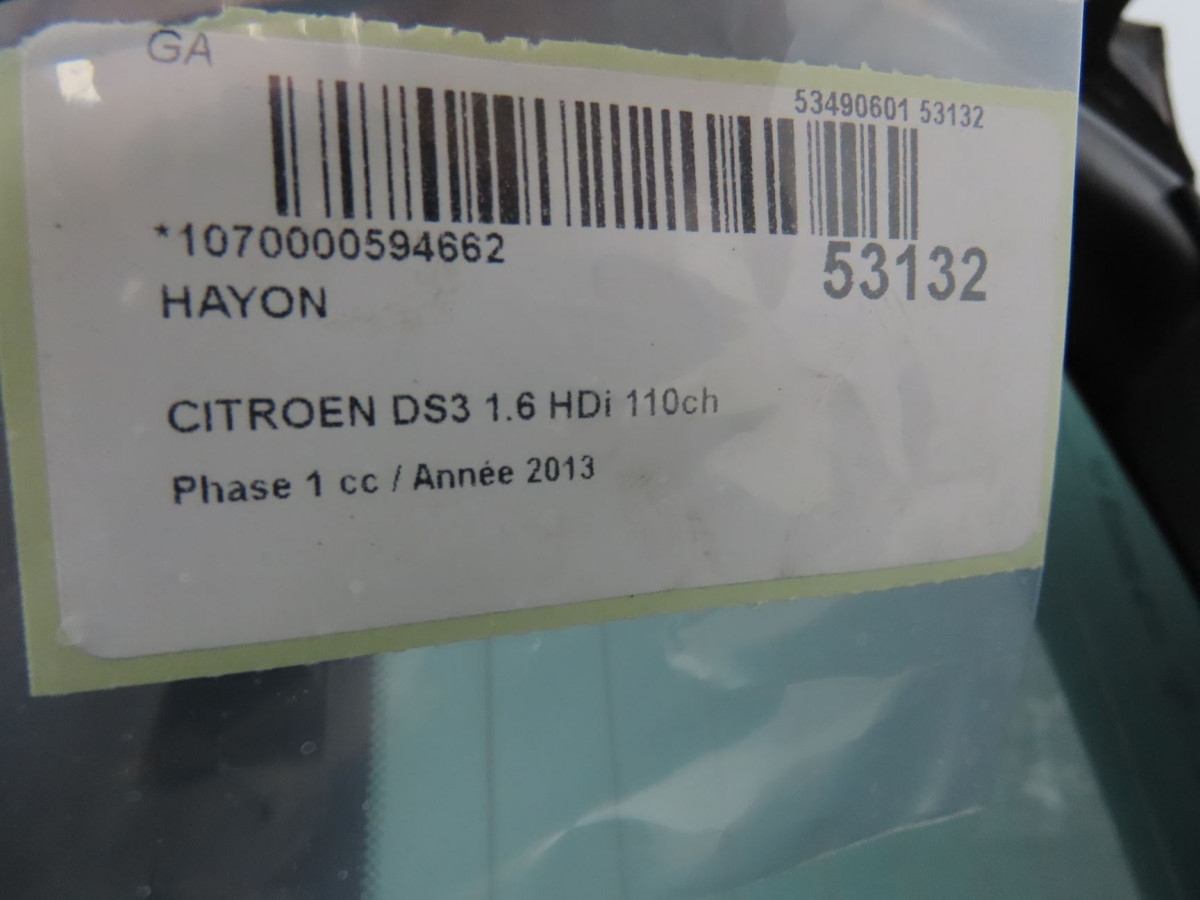 GA
53490601 53132
*1070000594662
53132
HAYON
CITROEN DS3 1.6 HDi 110ch
Phase 1 cc / Année 2013